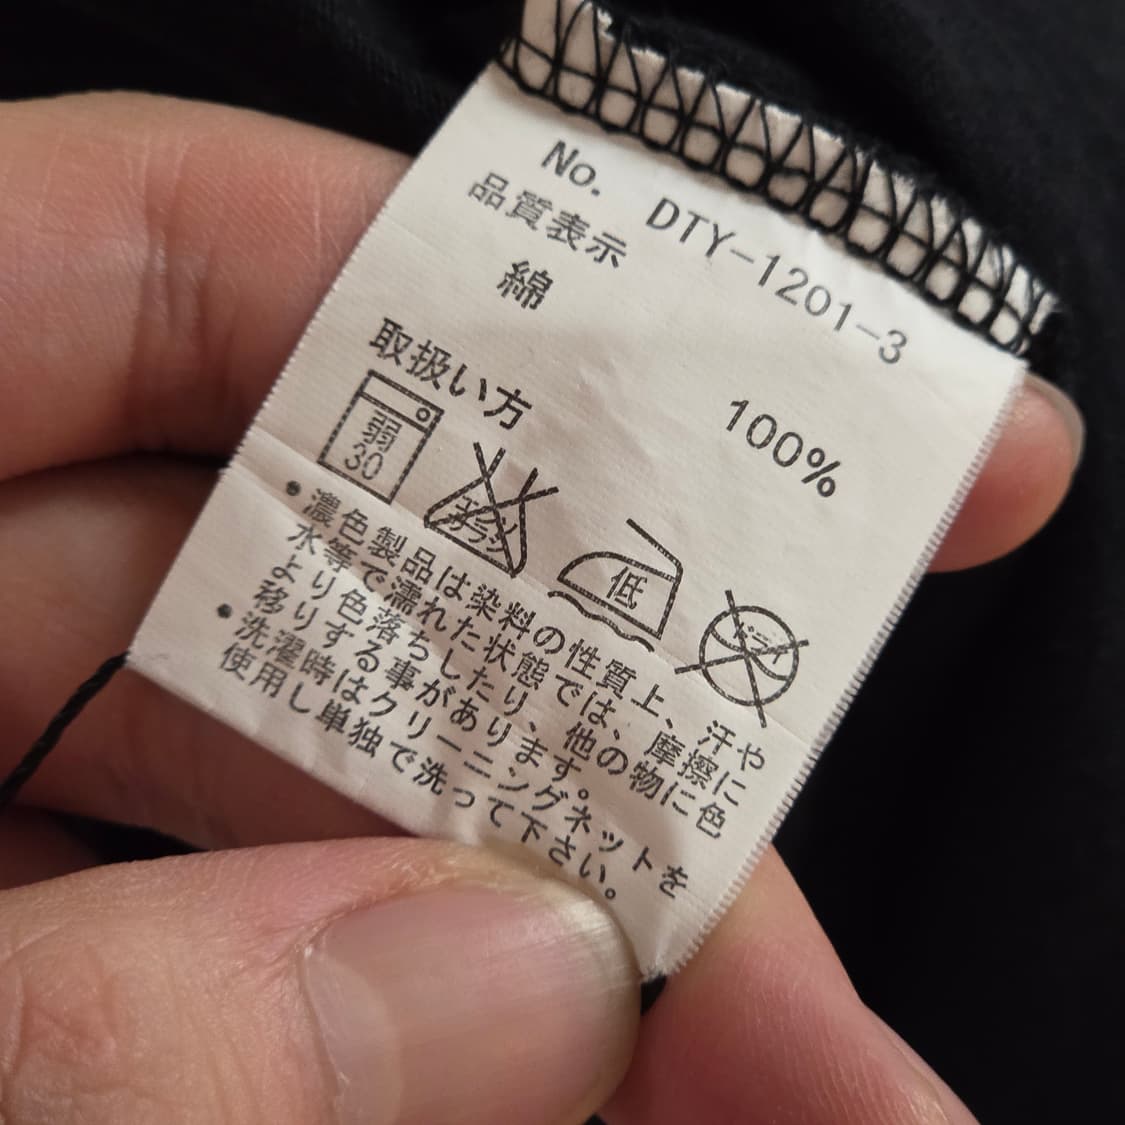 No. DTY-1201-3
品質表示
綿 100%
取扱い方
弱
30
エンソ
サラシ
低
ドライ
•濃色製品は染料の性質上、汗や
水等で濡れた状態では、摩擦に
より色落ちしたり、他の物に色
移りする事があります。
•洗濯時はクリーニングネットを
使用し単独で洗って下さい。